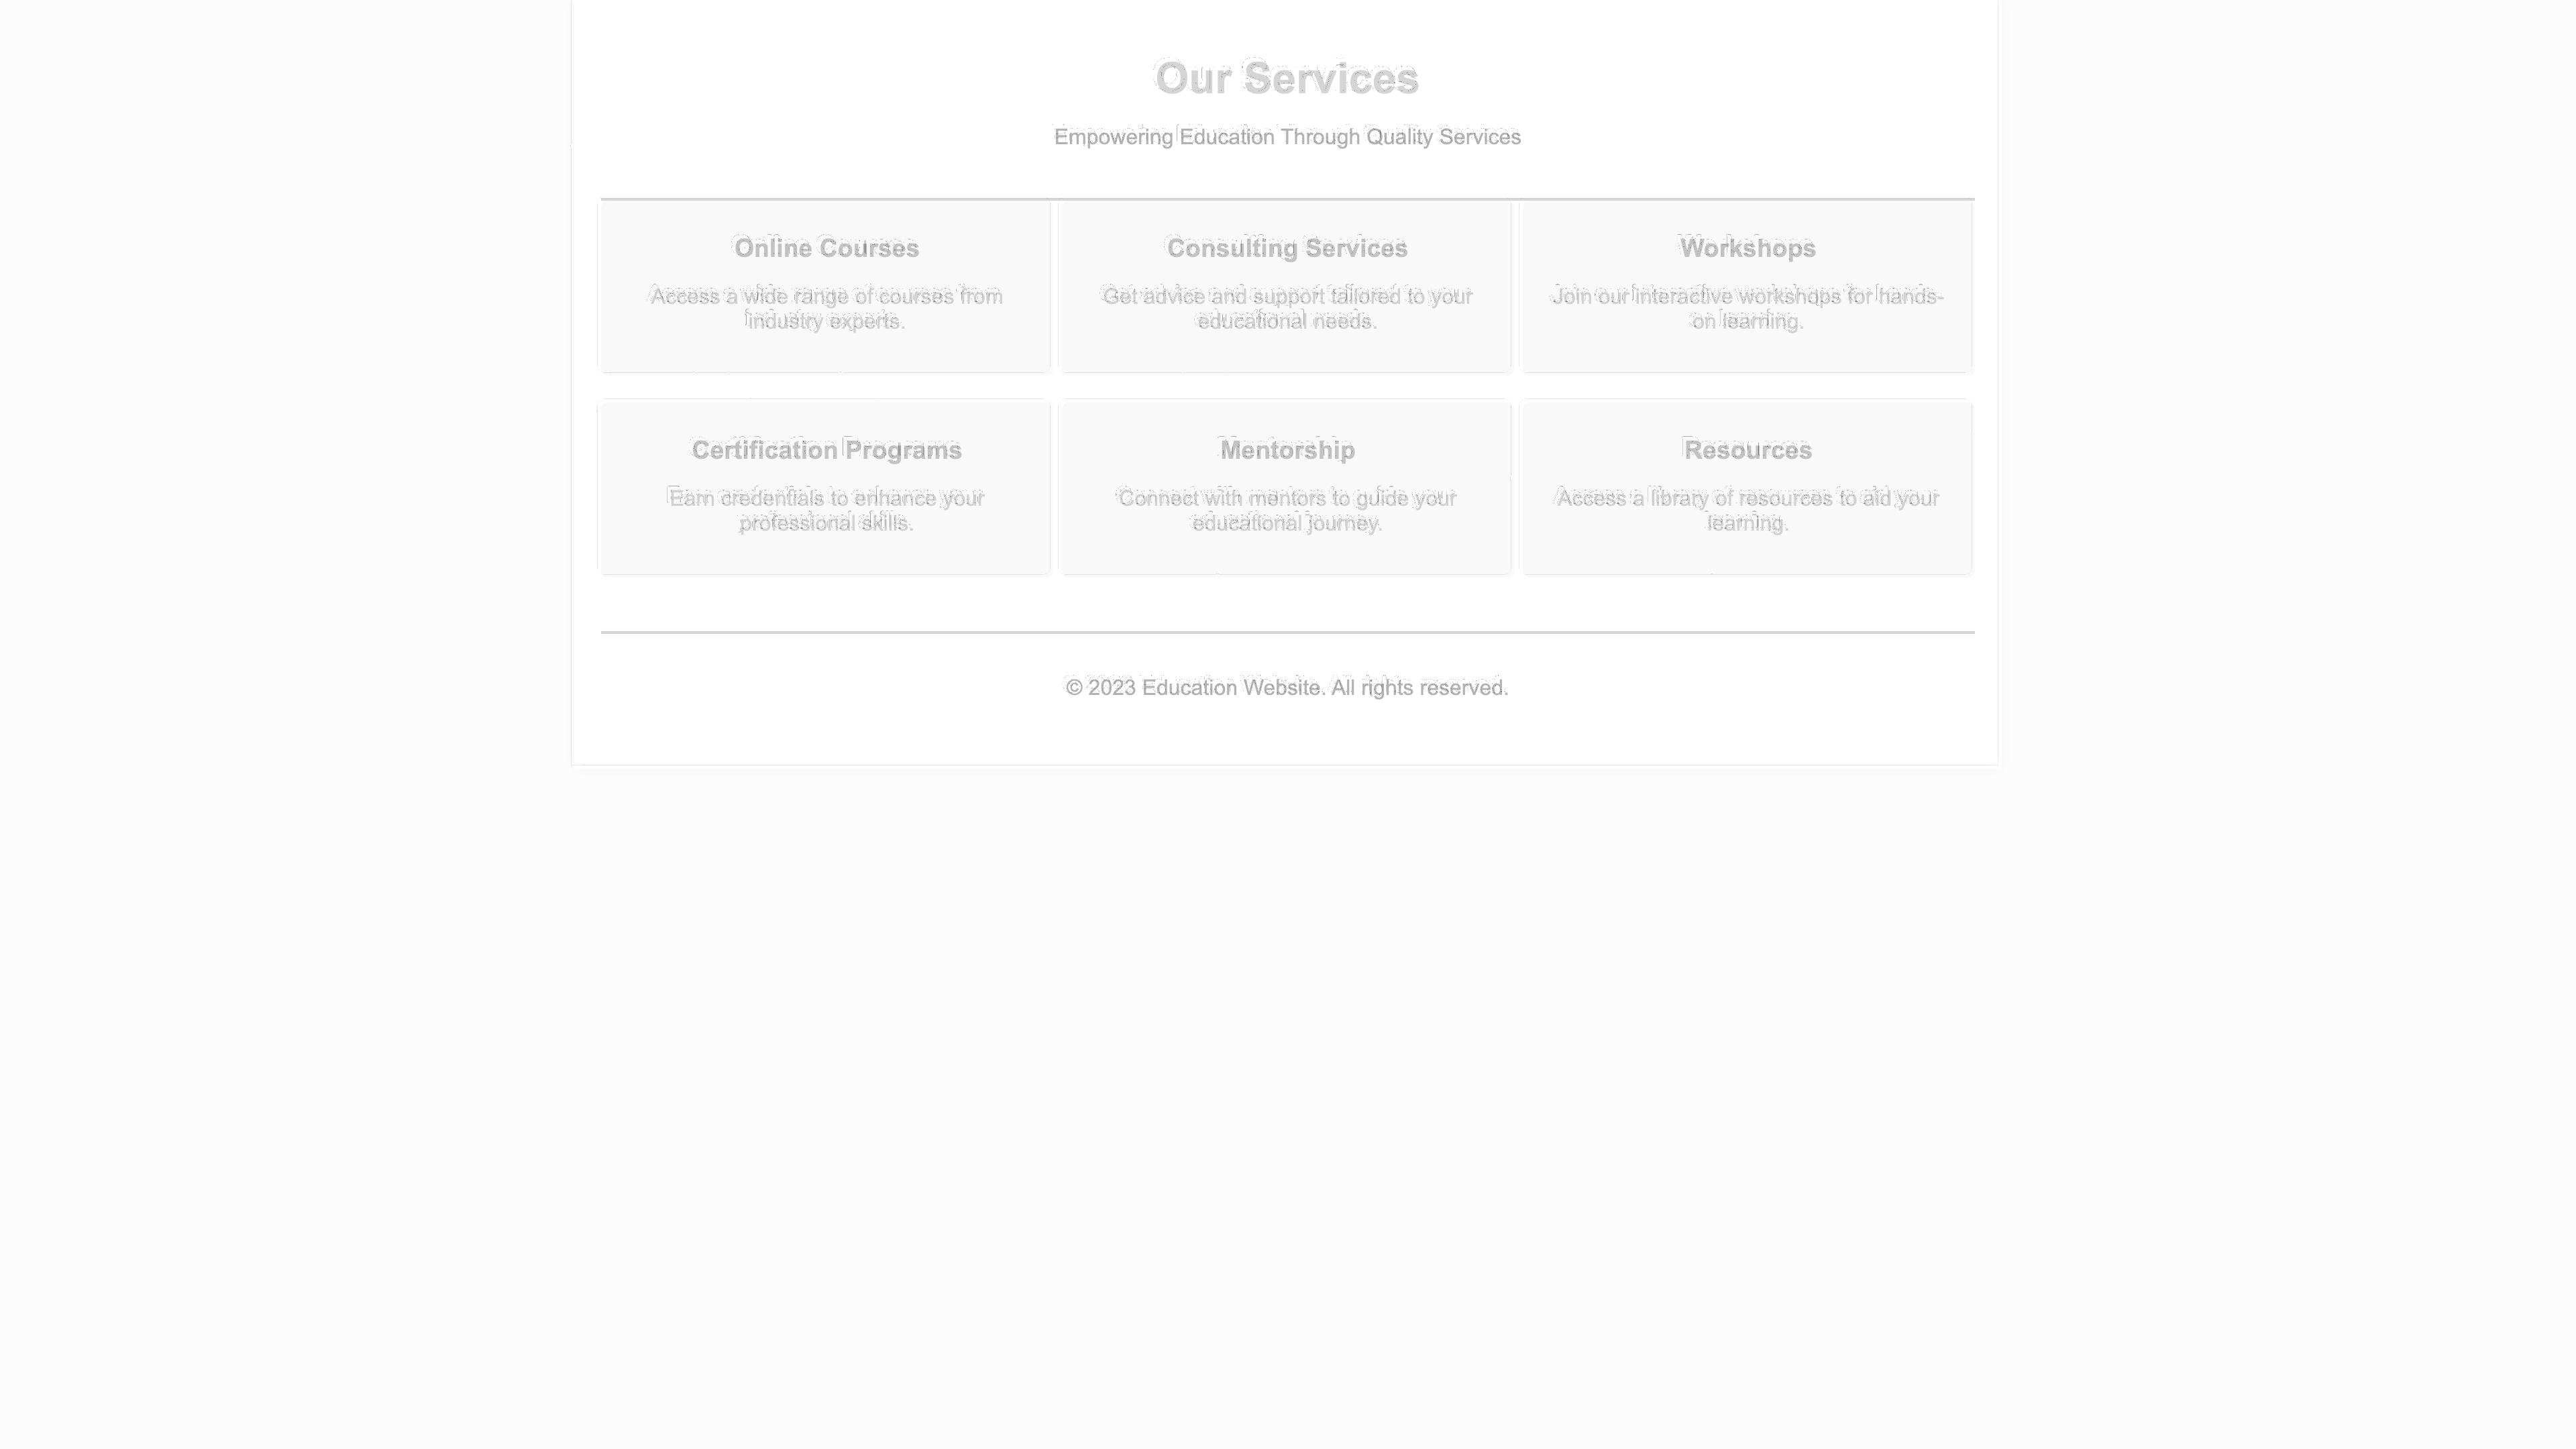 Our Services
Empowering Education Through Quality Services
Online Courses
Access a wide range of courses from
industry experts.
Consulting Services
Get advice and support tailored to your
educational needs.
Workshops
Join our interactive workshops for hands-
on learning.
Certification Programs
Earn credentials to enhance your
professional skills.
Mentorship
Connect with mentors to guide your
educational journey.
Resources
Access a library of resources to aid your
learning.
© 2023 Education Website. All rights reserved.